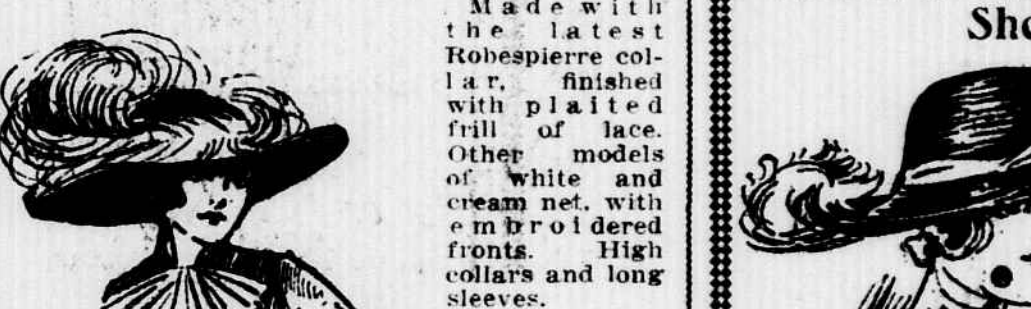 Made with
the latest
Robespierre col-
lar, finished
with plaited
frill of lace.
Other models
of white and
cream net, with
embroidered
fronts. High
collars and long
sleeves.